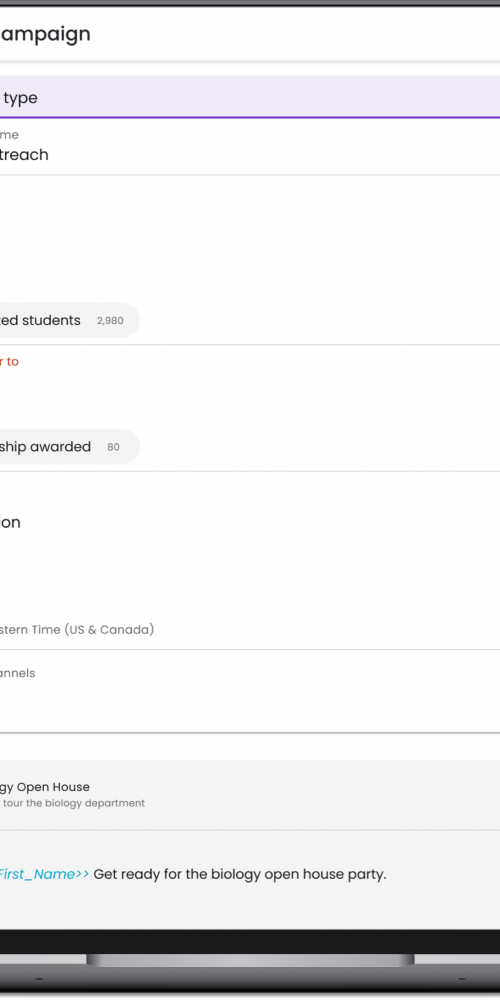 ampaign
type
me
treach
ted students 2,980
r to
ship awarded 80
ion
stern Time (US & Canada)
annels
gy Open House
tour the biology department
First_Name>> Get ready for the biology open house party.